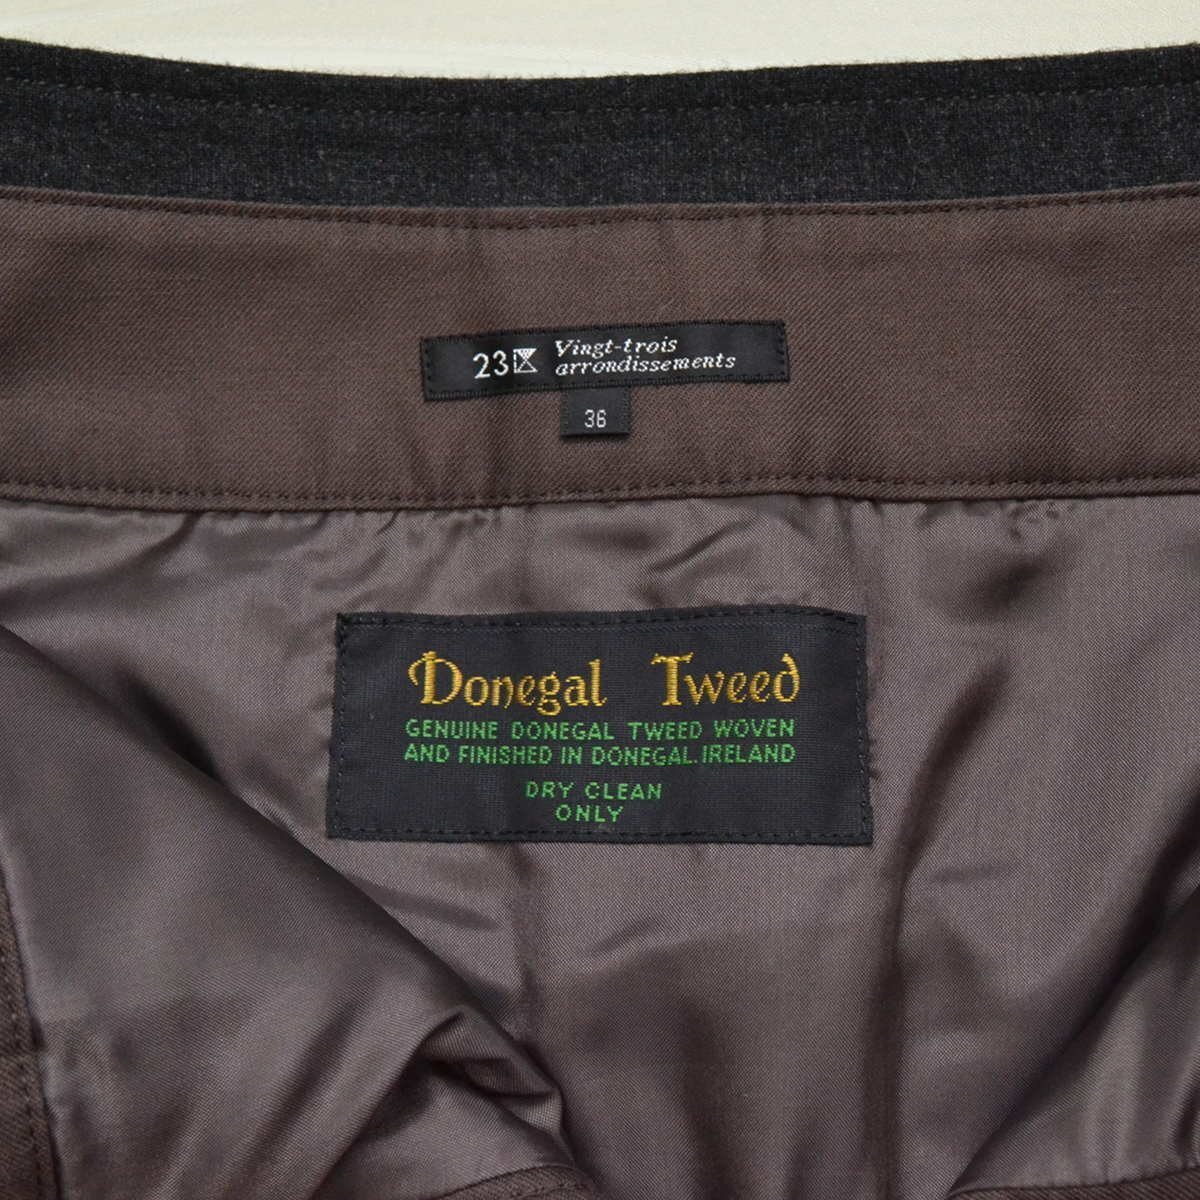 23区 Vingt-trois
arrondissements
36
Donegal Tweed
GENUINE DONEGAL TWEED WOVEN
AND FINISHED IN DONEGAL. IRELAND
DRY CLEAN
ONLY